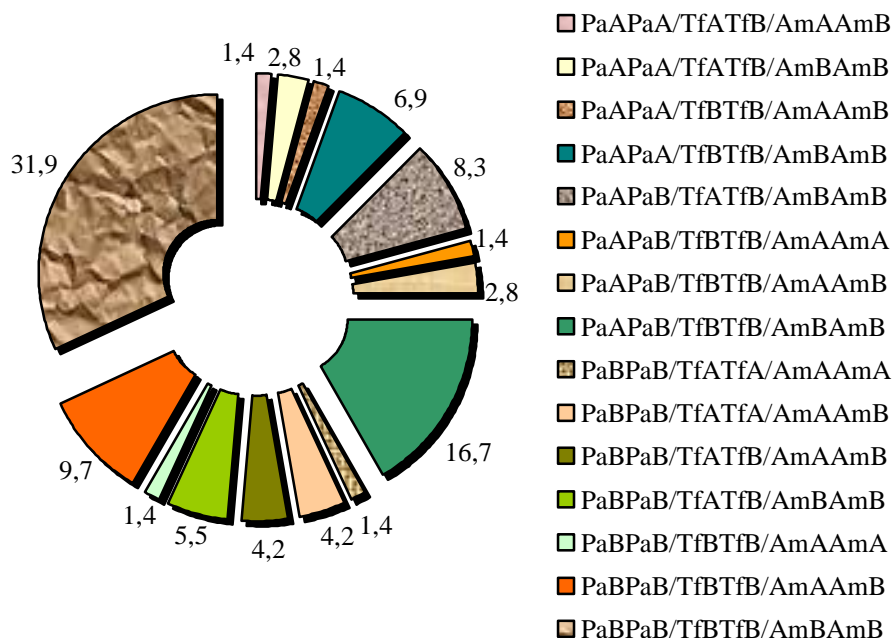 1,4
2,8
1,4
6,9
8,3
1,4
2,8
16,7
1,4
4,2
4,2
5,5
1,4
9,7
31,9
PaAPaA/TfATfB/AmAAmB
PaAPaA/TfATfB/AmBAmB
PaAPaA/TfBTfB/AmAAmB
PaAPaA/TfBTfB/AmBAmB
PaAPaB/TfATfB/AmBAmB
PaAPaB/TfBTfB/AmAAmA
PaAPaB/TfBTfB/AmAAmB
PaAPaB/TfBTfB/AmBAmB
PaBPaB/TfATfA/AmAAmA
PaBPaB/TfATfA/AmAAmB
PaBPaB/TfATfB/AmAAmB
PaBPaB/TfATfB/AmBAmB
PaBPaB/TfBTfB/AmAAmA
PaBPaB/TfBTfB/AmAAmB
PaBPaB/TfBTfB/AmBAmB